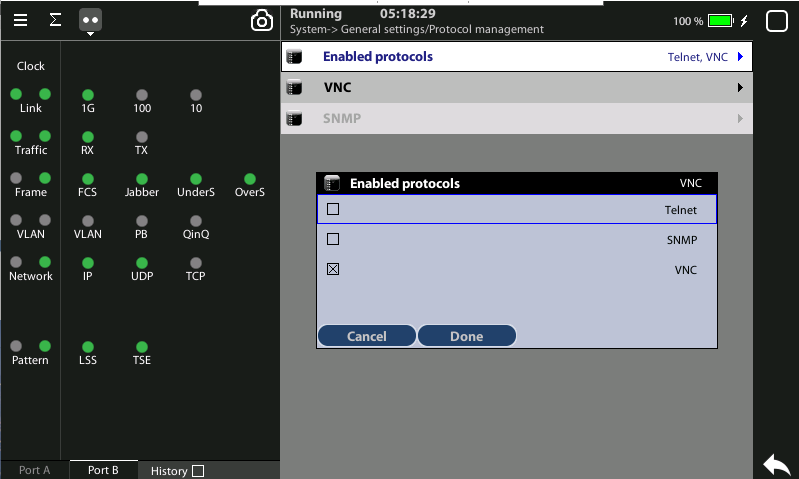 Running 05:18:29
System-> General settings/Protocol management
100 %
Clock
Link 1G 100 10
Traffic RX TX
Frame FCS Jabber UnderS OverS
VLAN VLAN PB QinQ
Network IP UDP TCP
Pattern LSS TSE
Port A Port B History
Enabled protocols Telnet, VNC
VNC
SNMP
Enabled protocols VNC
Telnet
SNMP
VNC
Cancel Done